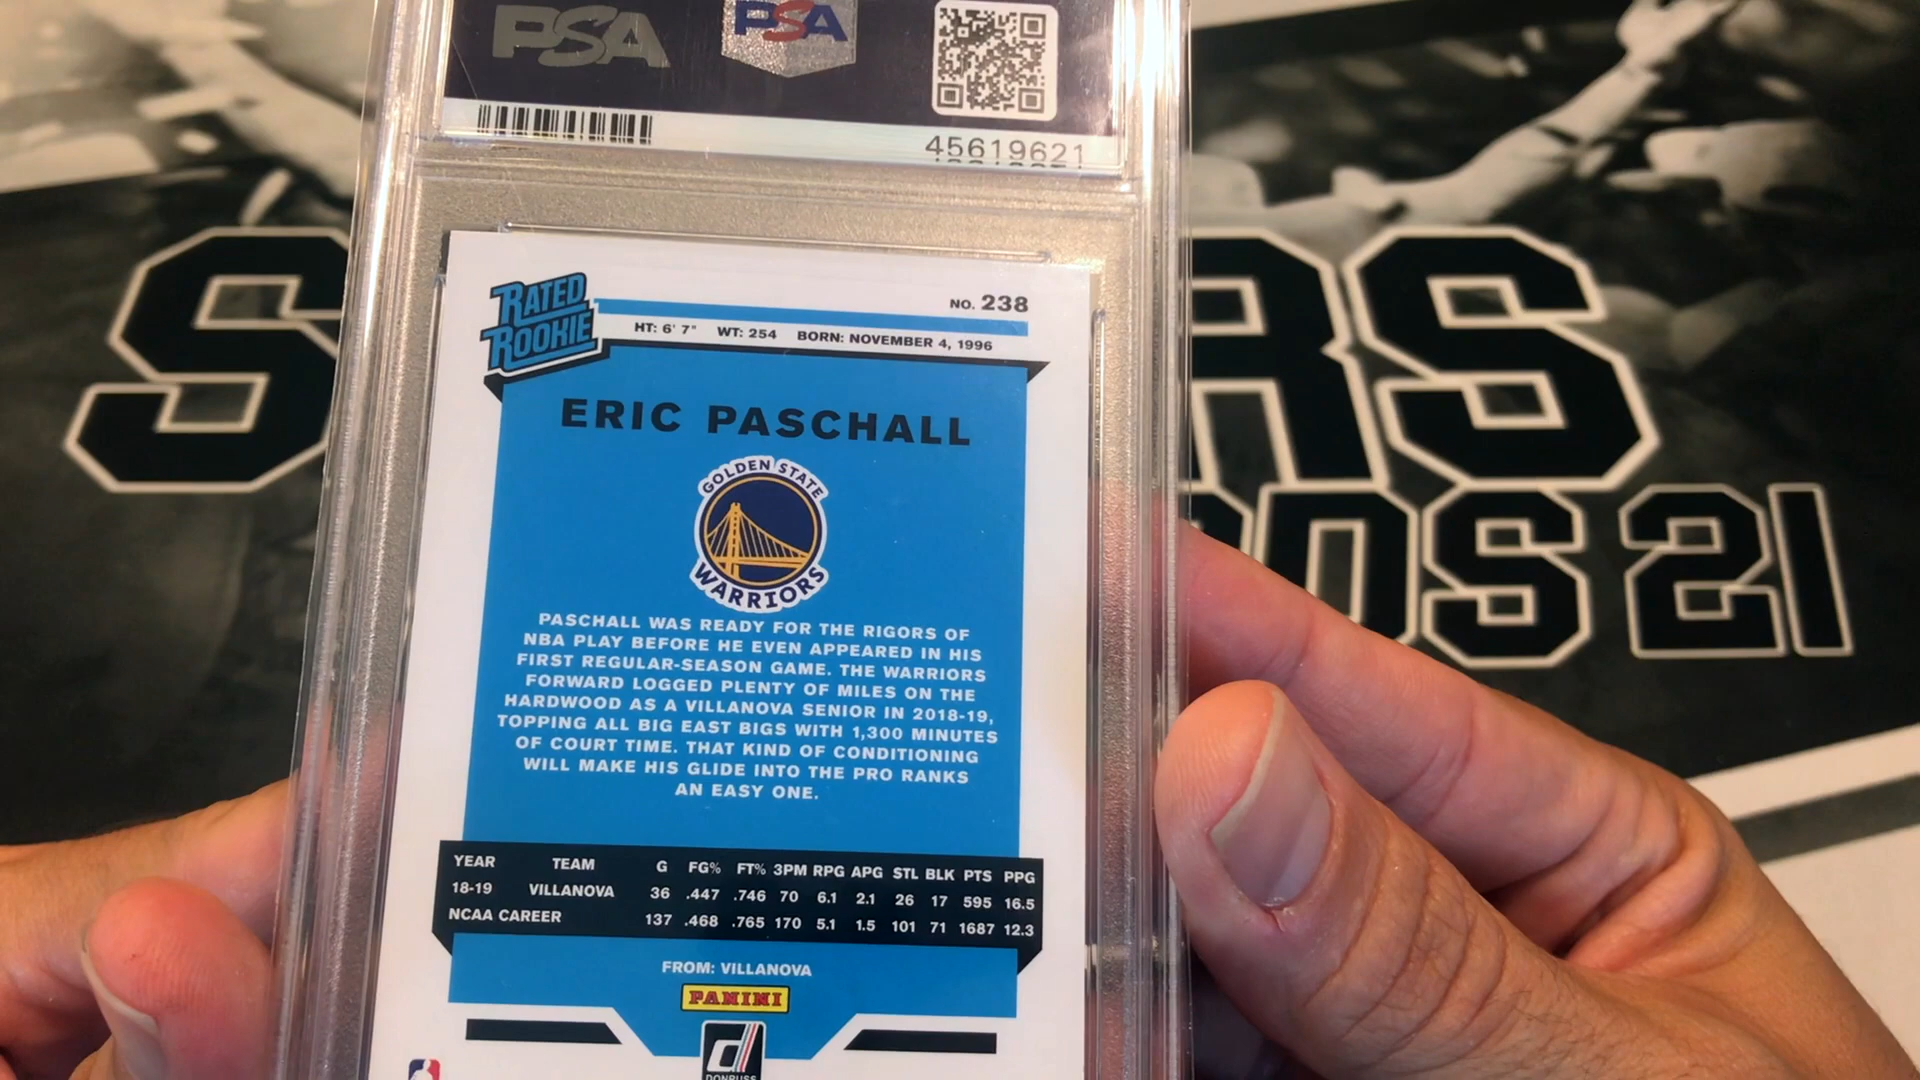 PSA
PSA
45619621
S
RS
DS 21
RATED
ROOKIE
NO. 238
HT: 6' 7" WT: 254 BORN: NOVEMBER 4, 1996
ERIC PASCHALL
GOLDEN STATE
WARRIORS
PASCHALL WAS READY FOR THE RIGORS OF
NBA PLAY BEFORE HE EVEN APPEARED IN HIS
FIRST REGULAR-SEASON GAME. THE WARRIORS
FORWARD LOGGED PLENTY OF MILES ON THE
HARDWOOD AS A VILLANOVA SENIOR IN 2018-19,
TOPPING ALL BIG EAST BIGS WITH 1,300 MINUTES
OF COURT TIME. THAT KIND OF CONDITIONING
WILL MAKE HIS GLIDE INTO THE PRO RANKS
AN EASY ONE.
YEAR TEAM G FG% FT% 3PM RPG APG STL BLK PTS PPG
18-19 VILLANOVA 36 .447 .746 70 6.1 2.1 26 17 595 16.5
NCAA CAREER 137 .468 .765 170 5.1 1.5 101 71 1687 12.3
FROM: VILLANOVA
PANINI
DONRUSS